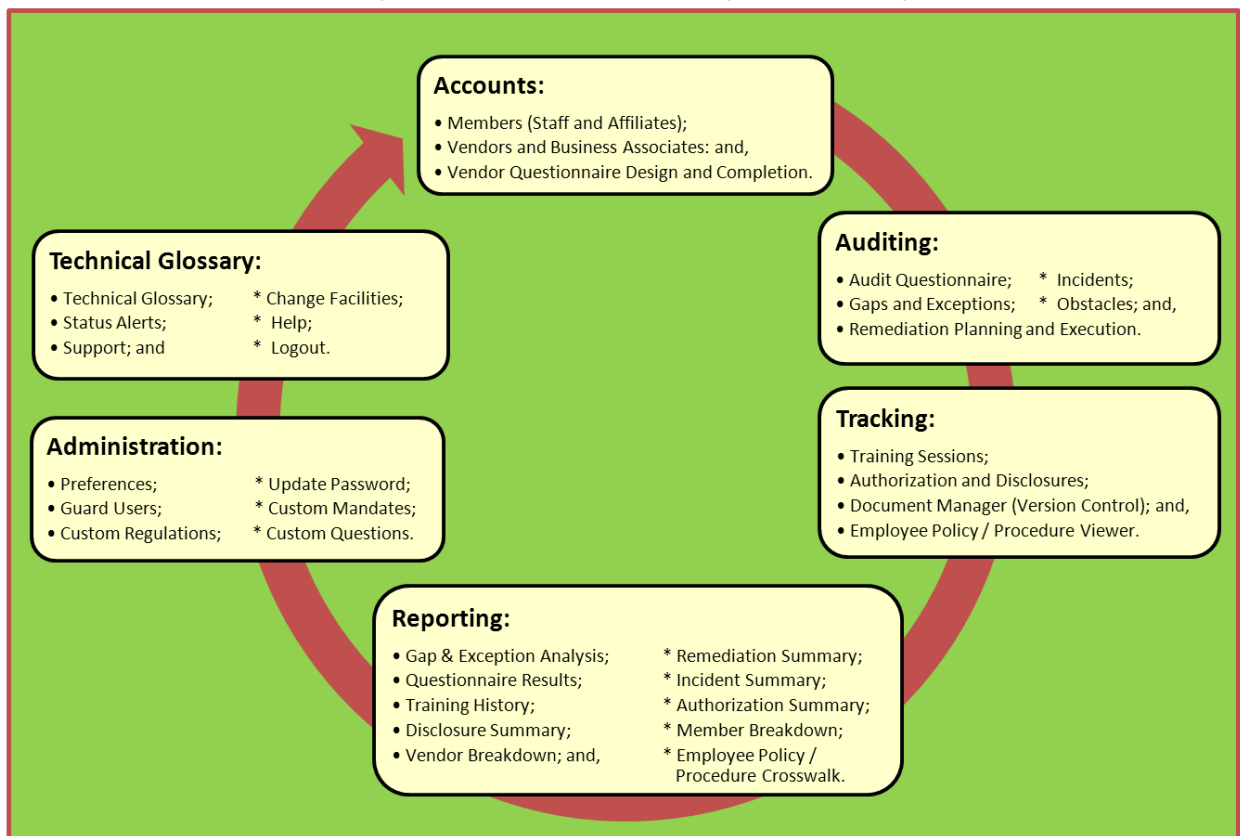 Accounts:
• Members (Staff and Affiliates);
• Vendors and Business Associates: and,
• Vendor Questionnaire Design and Completion.
Auditing:
• Audit Questionnaire; * Incidents;
• Gaps and Exceptions; * Obstacles; and,
• Remediation Planning and Execution.
Tracking:
• Training Sessions;
• Authorization and Disclosures;
• Document Manager (Version Control); and,
• Employee Policy / Procedure Viewer.
Reporting:
• Gap & Exception Analysis; * Remediation Summary;
• Questionnaire Results; * Incident Summary;
• Training History; * Authorization Summary;
• Disclosure Summary; * Member Breakdown;
• Vendor Breakdown; and, * Employee Policy /
Procedure Crosswalk.
Administration:
• Preferences; * Update Password;
• Guard Users; * Custom Mandates;
• Custom Regulations; * Custom Questions.
Technical Glossary:
• Technical Glossary; * Change Facilities;
• Status Alerts; * Help;
• Support; and * Logout.